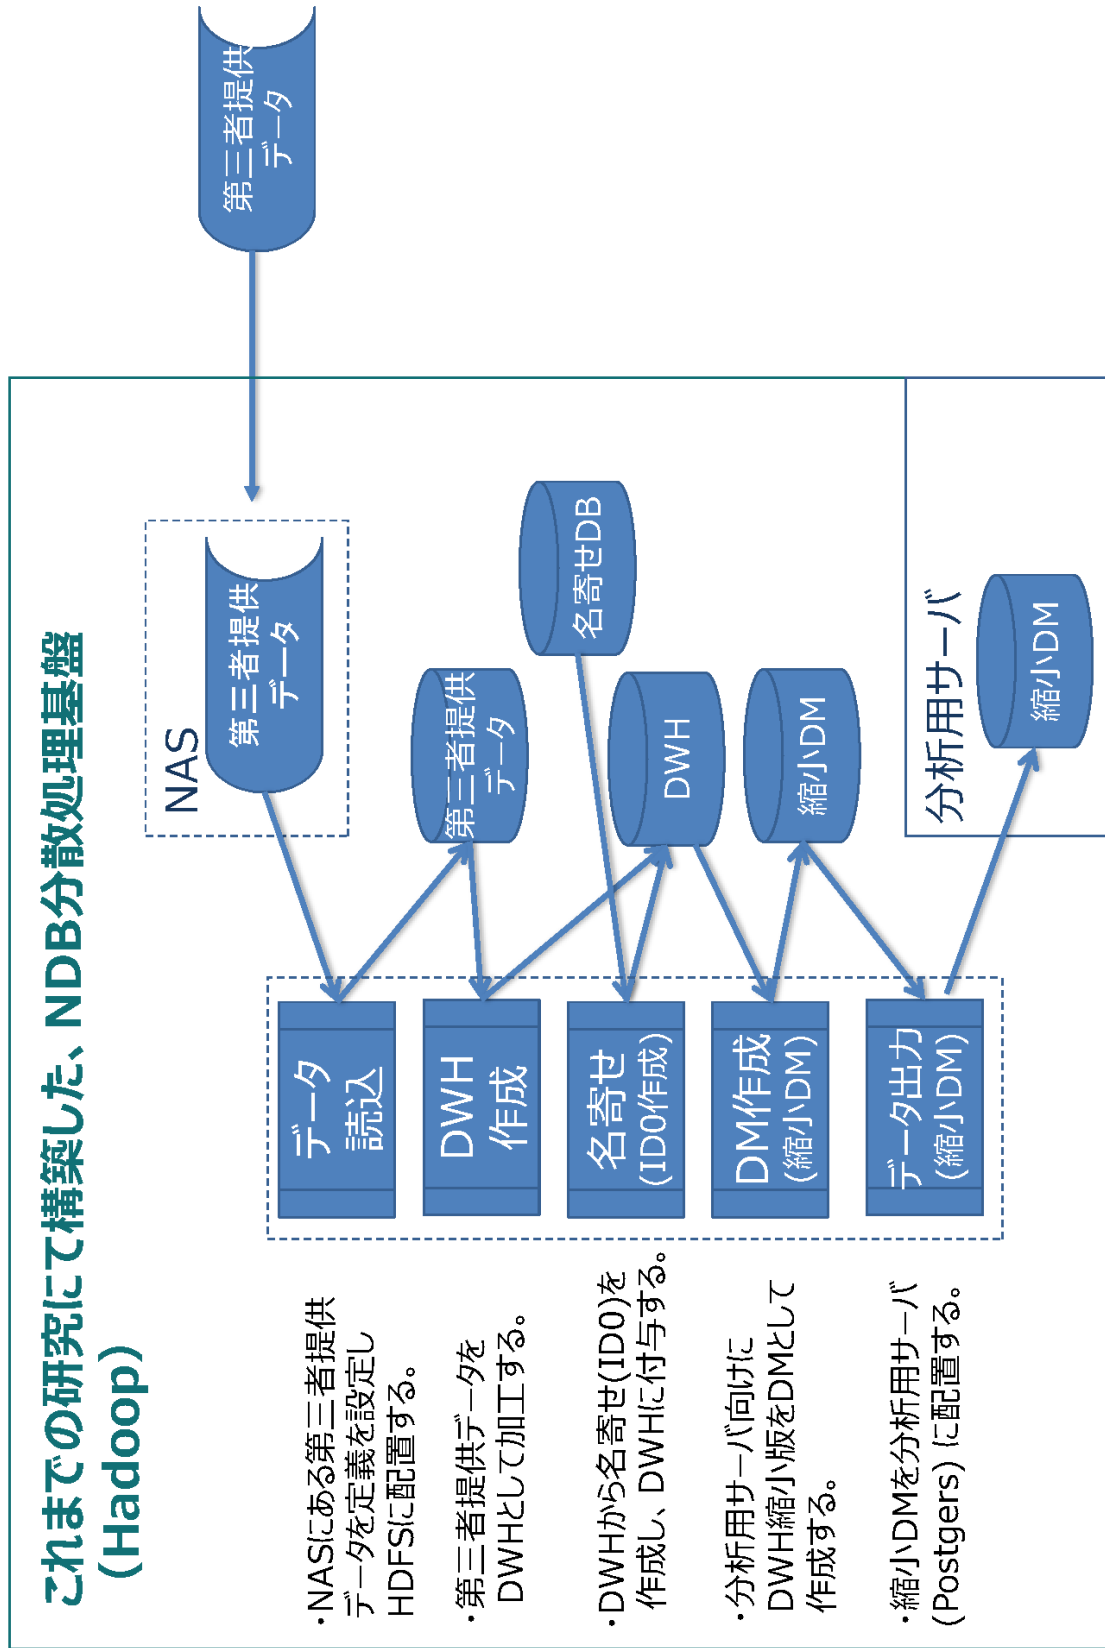 これまでの研究にて構築した、NDB分散処理基盤
(Hadoop)
・NASにある第三者提供
データを定義を設定し
HDFSに配置する。
・第三者提供データを
DWHとして加工する。
・DWHから名寄せ(ID0)を
作成し、DWHに付与する。
・分析用サーバ向けに
DWH縮小版をDMとして
作成する。
・縮小DMを分析用サーバ
(Postgers) に配置する。
データ
読込
DWH
作成
名寄せ
(ID0作成)
DM作成
(縮小DM)
データ出力
(縮小DM)
NAS
第三者提供
データ
第三者提供
データ
名寄せDB
DWH
縮小DM
分析用サーバ
縮小DM
第三者提供
データ